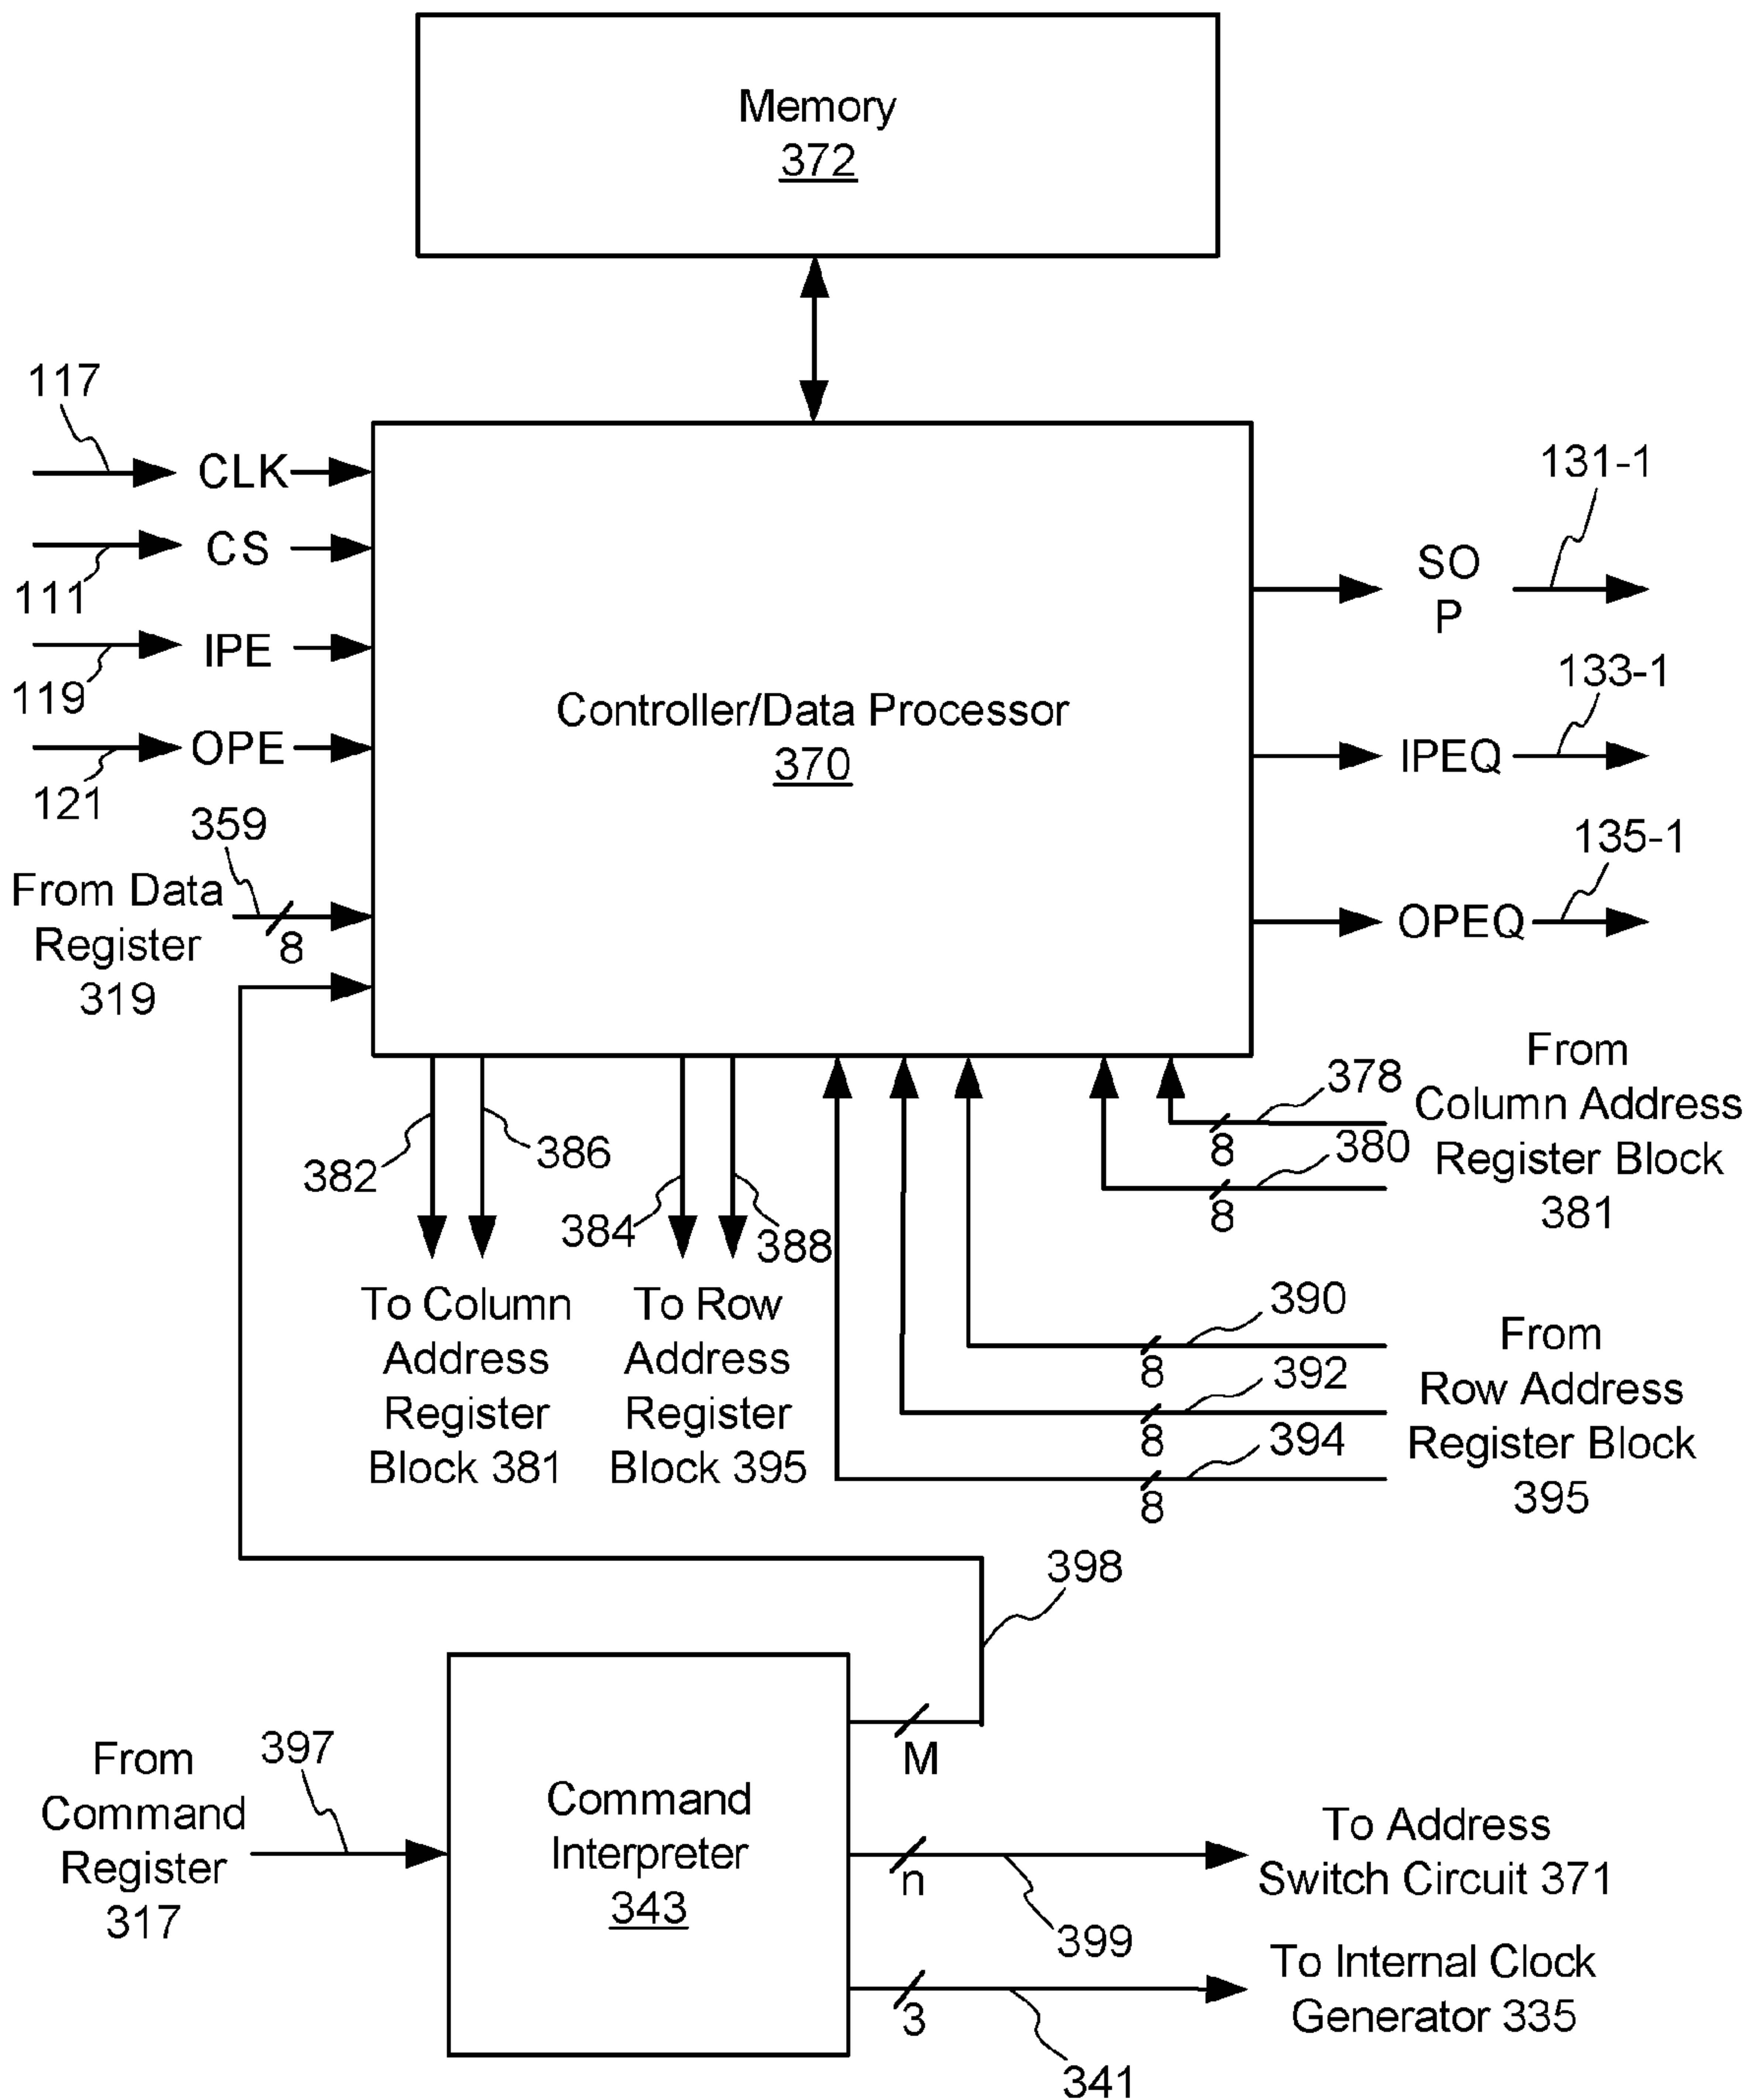 Memory
372
117
CLK
CS
111
IPE
119
OPE
121
359
From Data
Register
319
8
Controller/Data Processor
370
131-1
SO
P
133-1
IPEQ
135-1
OPEQ
382
386
384
388
To Column
Address
Register
Block 381
To Row
Address
Register
Block 395
378
8
380
8
From
Column Address
Register Block
381
390
8
392
8
394
8
From
Row Address
Register Block
395
398
M
From
Command
Register
317
397
Command
Interpreter
343
n
399
To Address
Switch Circuit 371
3
341
To Internal Clock
Generator 335